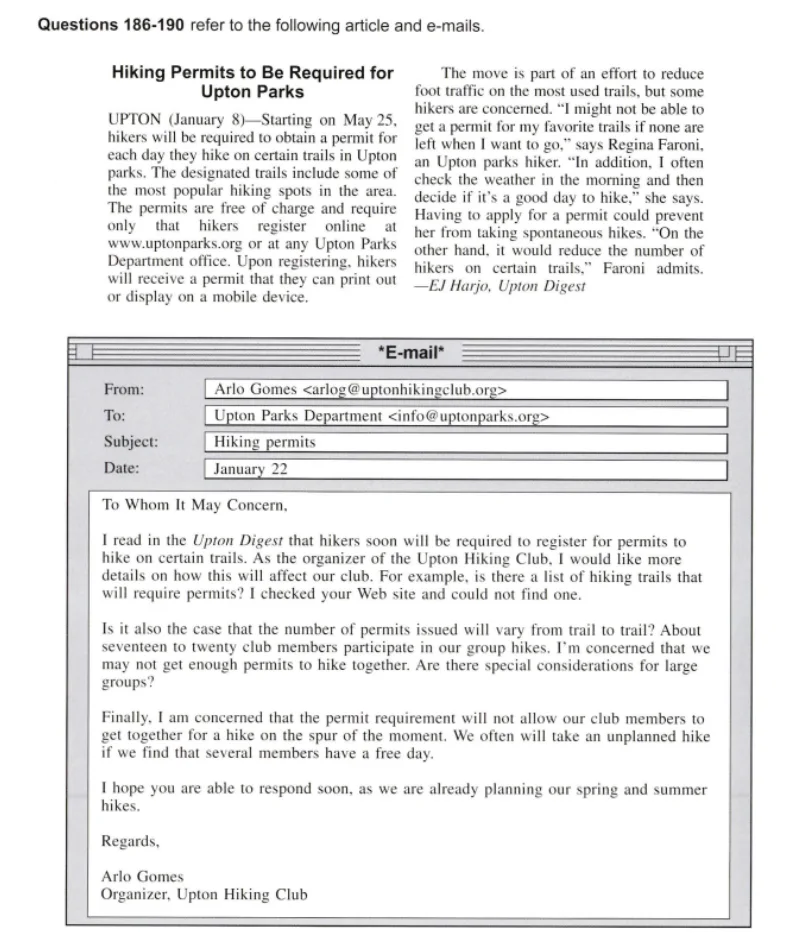 Questions 186-190 refer to the following article and e-mails.
Hiking Permits to Be Required for
Upton Parks
UPTON (January 8)—Starting on May 25,
hikers will be required to obtain a permit for
each day they hike on certain trails in Upton
parks. The designated trails include some of
the most popular hiking spots in the area.
The permits are free of charge and require
only that hikers register online at
www.uptonparks.org or at any Upton Parks
Department office. Upon registering, hikers
will receive a permit that they can print out
or display on a mobile device.
The move is part of an effort to reduce
foot traffic on the most used trails, but some
hikers are concerned. “I might not be able to
get a permit for my favorite trails if none are
left when I want to go,” says Regina Faroni,
an Upton parks hiker. “In addition, I often
check the weather in the morning and then
decide if it’s a good day to hike,” she says.
Having to apply for a permit could prevent
her from taking spontaneous hikes. “On the
other hand, it would reduce the number of
hikers on certain trails,” Faroni admits.
—EJ Harjo, Upton Digest
*E-mail*
From: Arlo Gomes <arlog@uptonhikingclub.org>
To: Upton Parks Department <info@uptonparks.org>
Subject: Hiking permits
Date: January 22
To Whom It May Concern,
I read in the Upton Digest that hikers soon will be required to register for permits to
hike on certain trails. As the organizer of the Upton Hiking Club, I would like more
details on how this will affect our club. For example, is there a list of hiking trails that
will require permits? I checked your Web site and could not find one.
Is it also the case that the number of permits issued will vary from trail to trail? About
seventeen to twenty club members participate in our group hikes. I’m concerned that we
may not get enough permits to hike together. Are there special considerations for large
groups?
Finally, I am concerned that the permit requirement will not allow our club members to
get together for a hike on the spur of the moment. We often will take an unplanned hike
if we find that several members have a free day.
I hope you are able to respond soon, as we are already planning our spring and summer
hikes.
Regards,
Arlo Gomes
Organizer, Upton Hiking Club